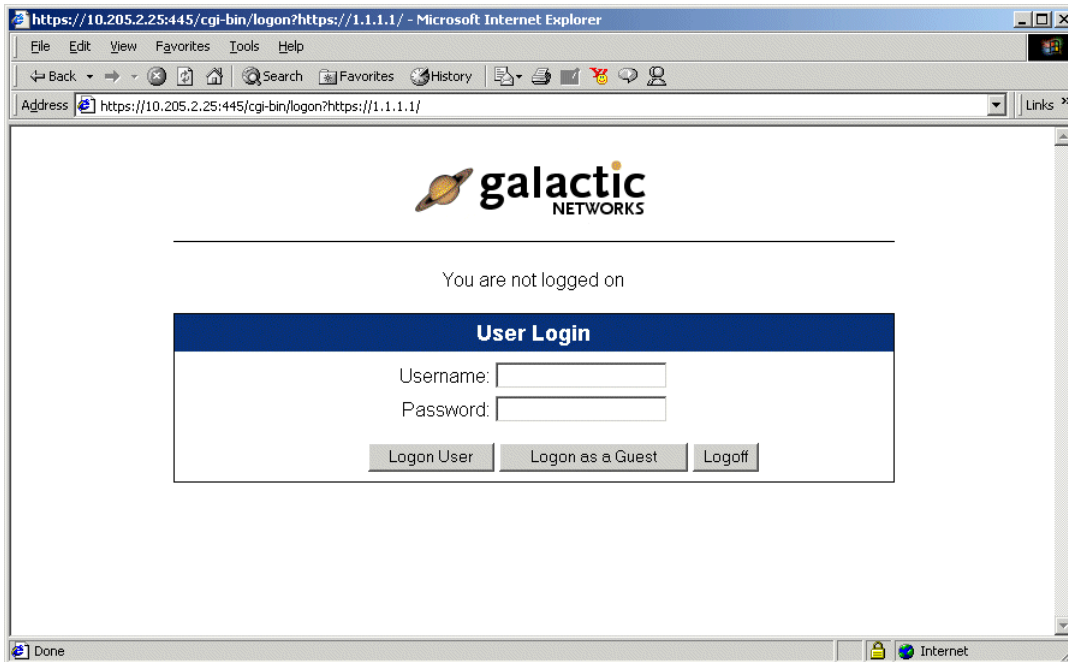 https://10.205.2.25:445/cgi-bin/logon?https://1.1.1.1/ - Microsoft Internet Explorer
File Edit View Favorites Tools Help
Back Search Favorites History
Address https://10.205.2.25:445/cgi-bin/logon?https://1.1.1.1/ Links »
galactic
NETWORKS
You are not logged on
User Login
Username:
Password:
Logon User Logon as a Guest Logoff
Done Internet